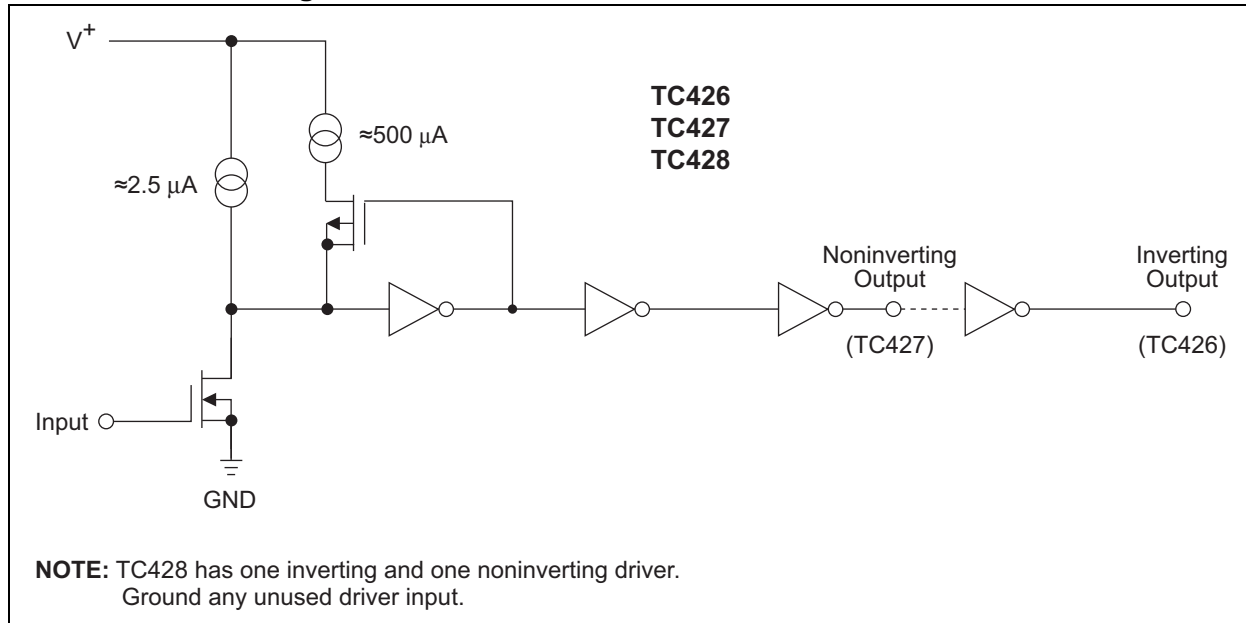 V+
≈500 μA
≈2.5 μA
TC426
TC427
TC428
Noninverting
Output
(TC427)
Inverting
Output
(TC426)
Input
GND
NOTE: TC428 has one inverting and one noninverting driver.
Ground any unused driver input.